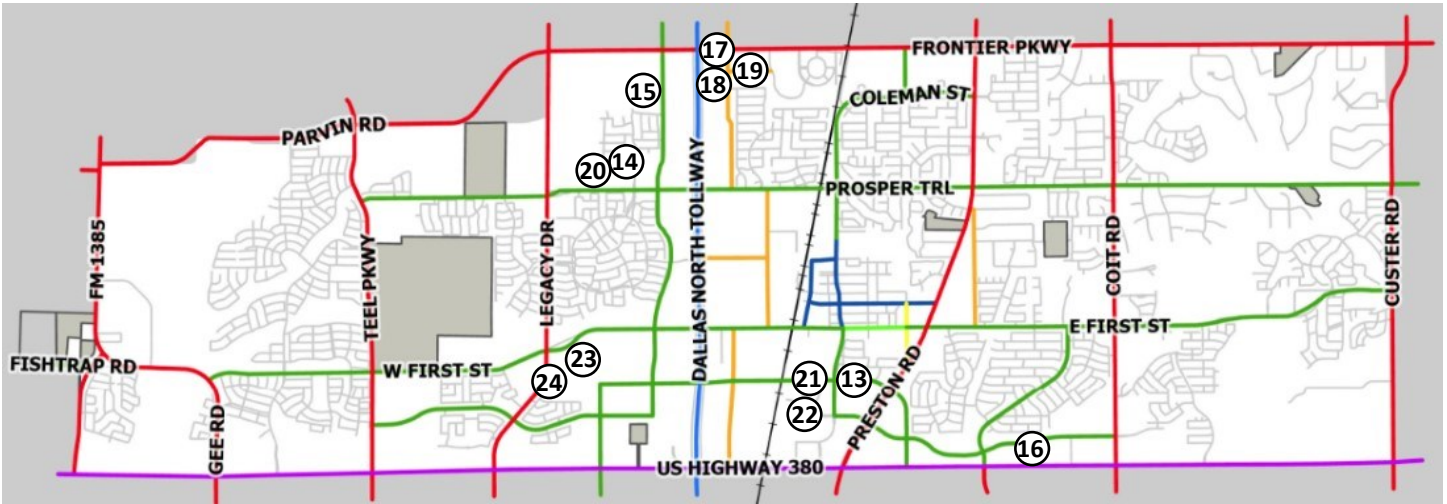 17
FRONTIER PKWY
19
18
15
COLEMAN ST
PARVIN RD
14
20
PROSPER TRL
DALLAS NORTH TOLLWAY
FM 1385
TEEL PKWY
LEGACY DR
COIT RD
CUSTER RD
E FIRST ST
23
FISHTRAP RD
W FIRST ST
24
21
13
PRESTON RD
22
GEE RD
16
US HIGHWAY 380